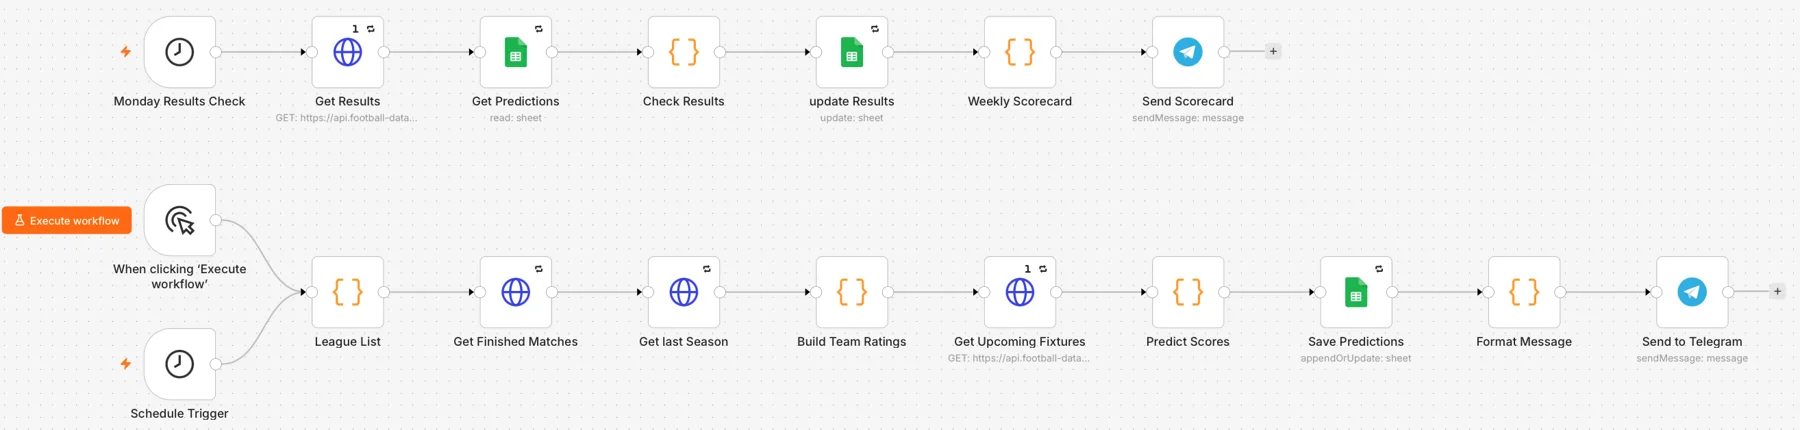 1
Monday Results Check
Get Results
GET: https://api.football-data...
Get Predictions
read: sheet
Check Results
update Results
update: sheet
Weekly Scorecard
Send Scorecard
sendMessage: message
+
Execute workflow
When clicking ‘Execute
workflow’
Schedule Trigger
League List
Get Finished Matches
Get last Season
Build Team Ratings
1
Get Upcoming Fixtures
GET: https://api.football-data...
Predict Scores
Save Predictions
appendOrUpdate: sheet
Format Message
Send to Telegram
sendMessage: message
+